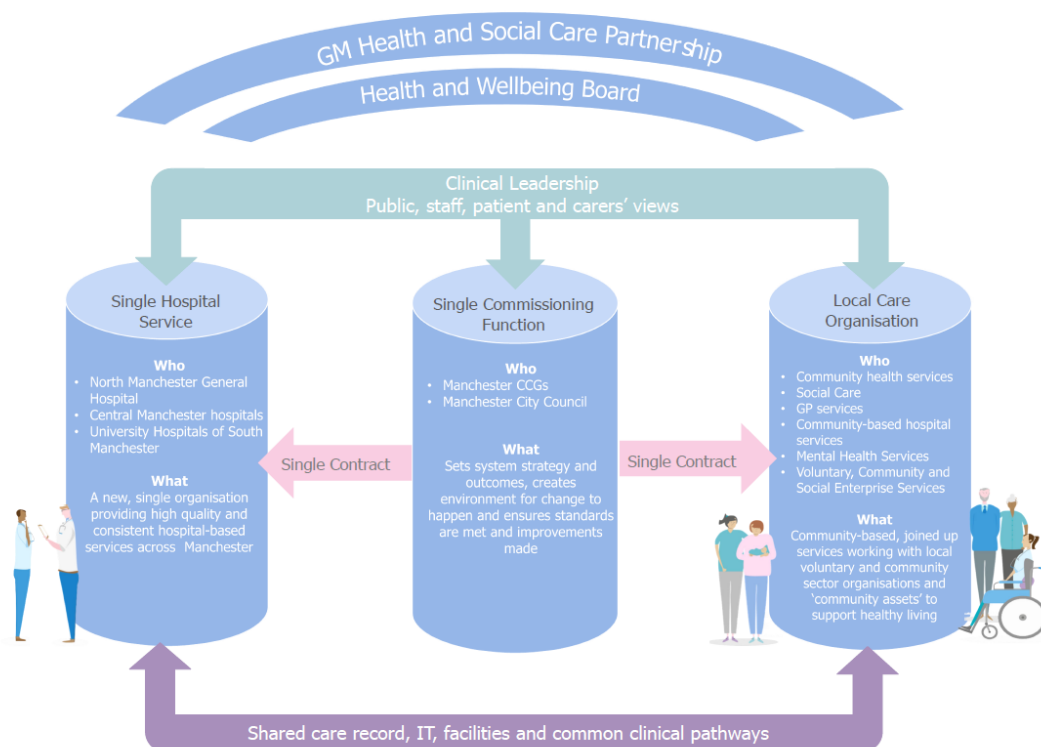 GM Health and Social Care Partnership
Health and Wellbeing Board
Clinical Leadership
Public, staff, patient and carers' views
Single Hospital
Service
Who
• North Manchester General
Hospital
• Central Manchester hospitals
• University Hospitals of South
Manchester
What
A new, single organisation
providing high quality and
consistent hospital-based
services across Manchester
Single Contract
Single Commissioning
Function
Who
• Manchester CCGs
• Manchester City Council
What
Sets system strategy and
outcomes, creates
environment for change to
happen and ensures standards
are met and improvements
made
Single Contract
Local Care
Organisation
Who
• Community health services
• Social Care
• GP services
• Community-based hospital
services
• Mental Health Services
• Voluntary, Community and
Social Enterprise Services
What
Community-based, joined up
services working with local
voluntary and community
sector organisations and
'community assets' to
support healthy living
Shared care record, IT, facilities and common clinical pathways